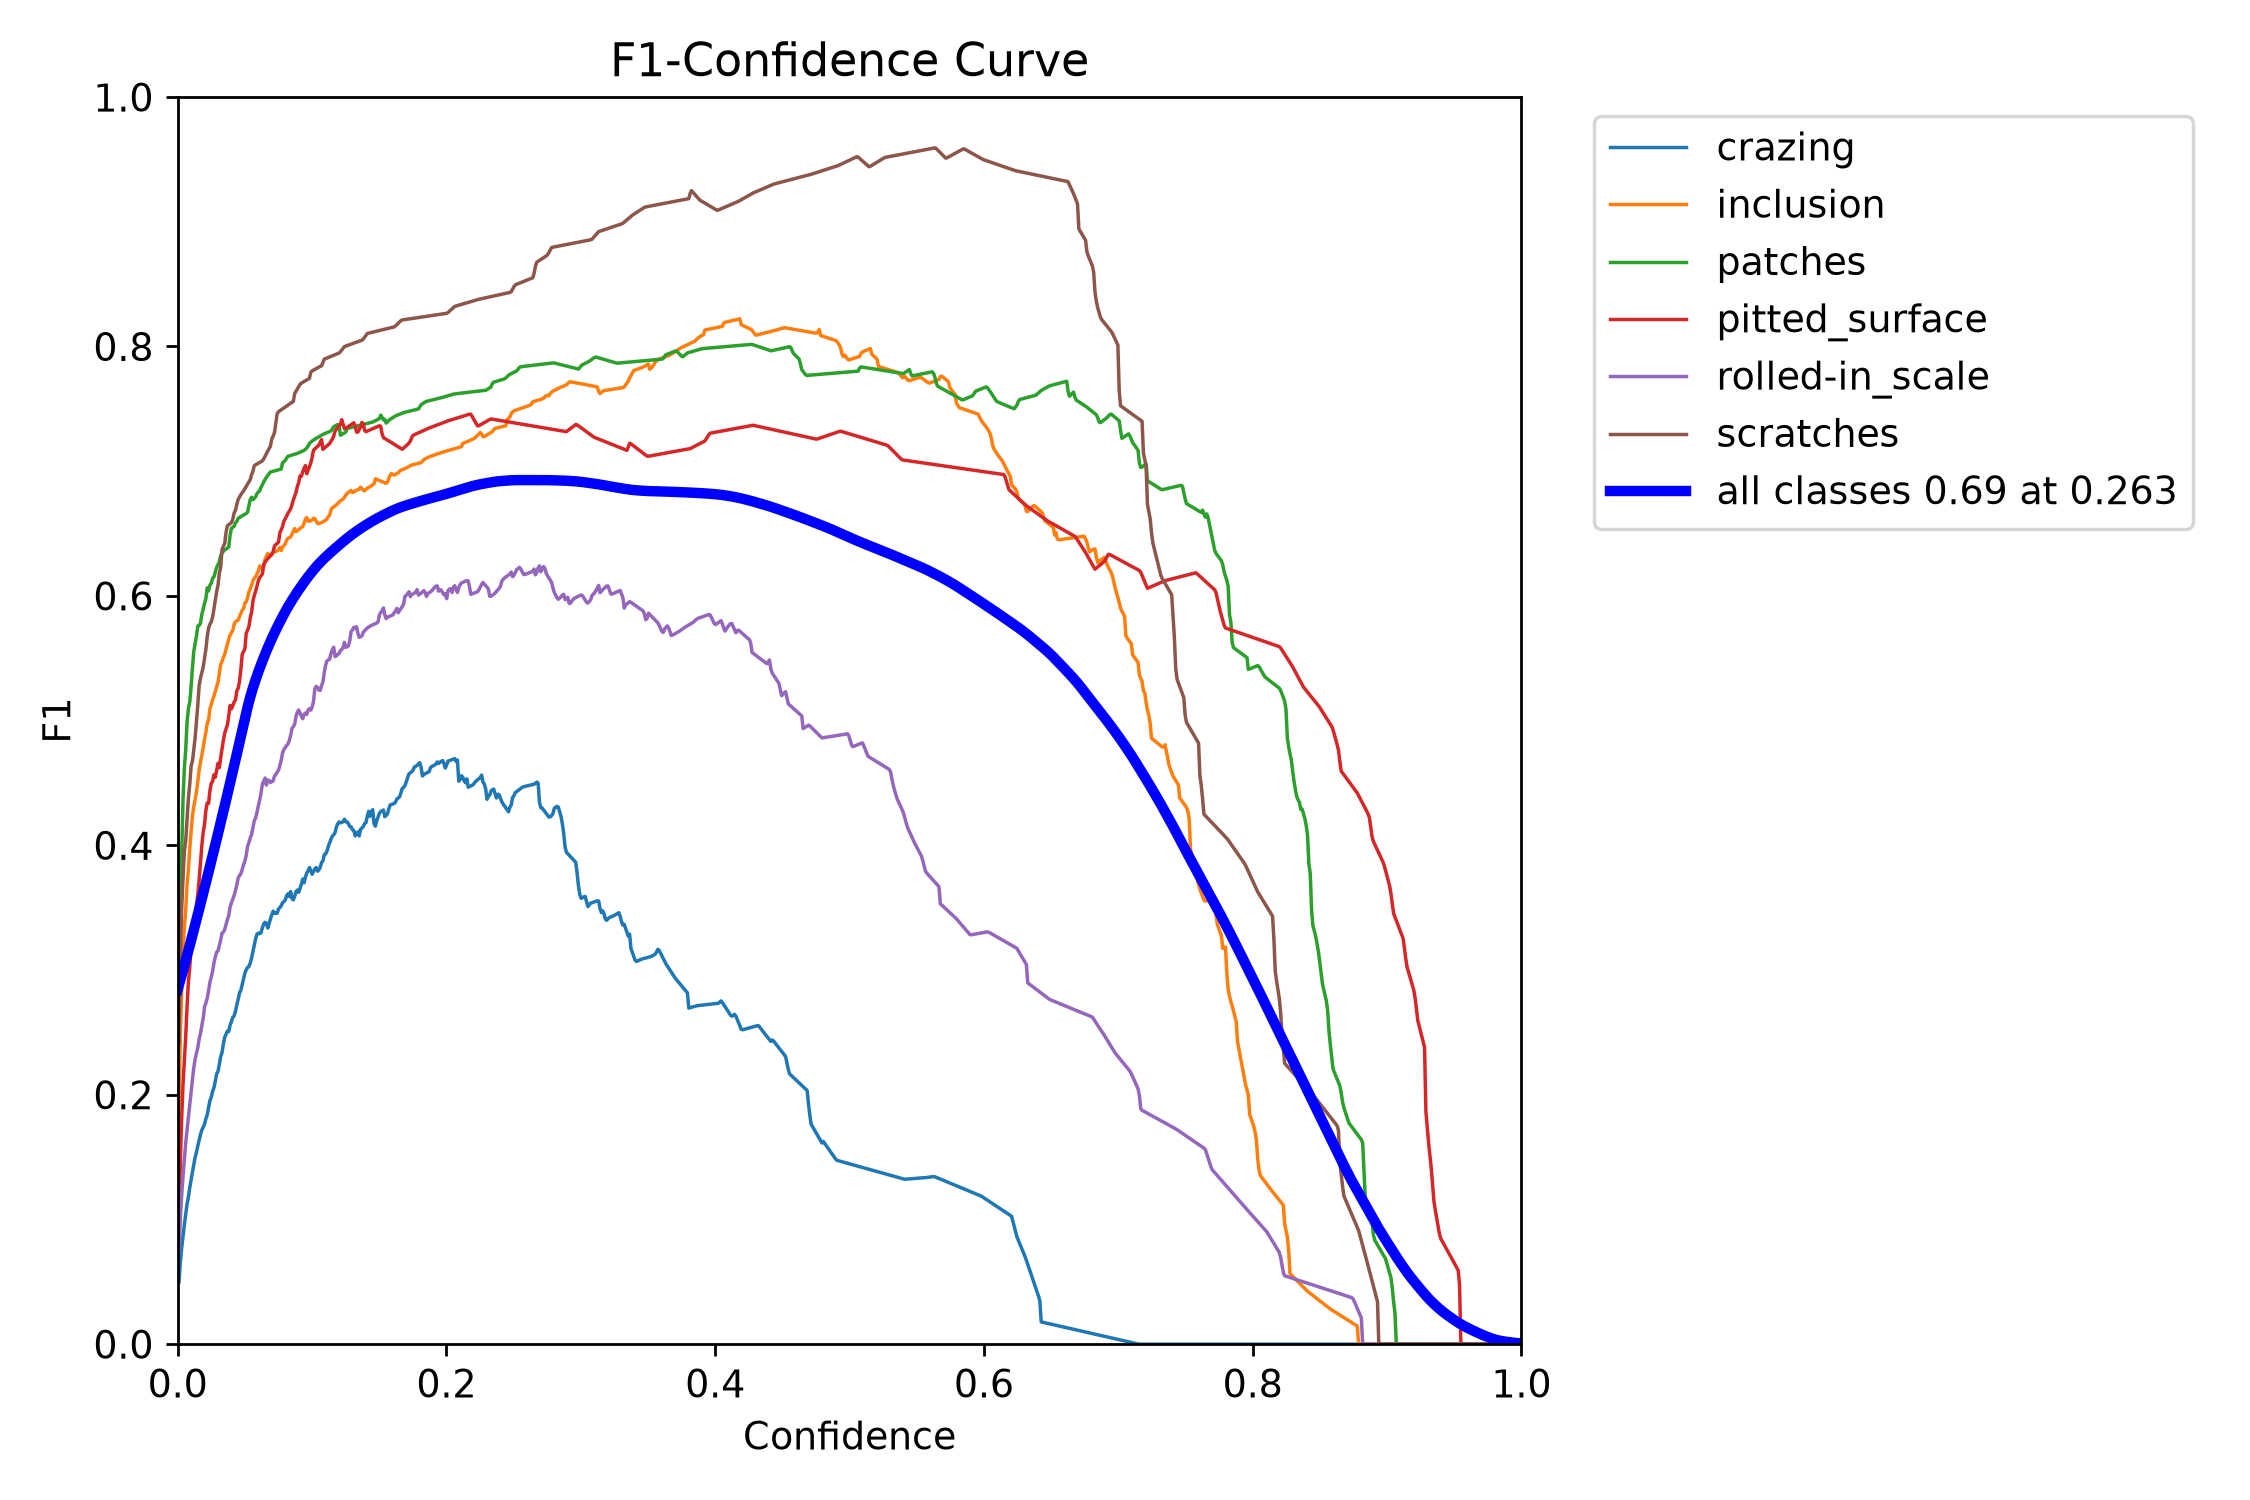 F1-Confidence Curve
1.0
0.8
0.6
0.4
0.2
0.0
F1
0.0 0.2 0.4 0.6 0.8 1.0
Confidence
crazing
inclusion
patches
pitted_surface
rolled-in_scale
scratches
all classes 0.69 at 0.263